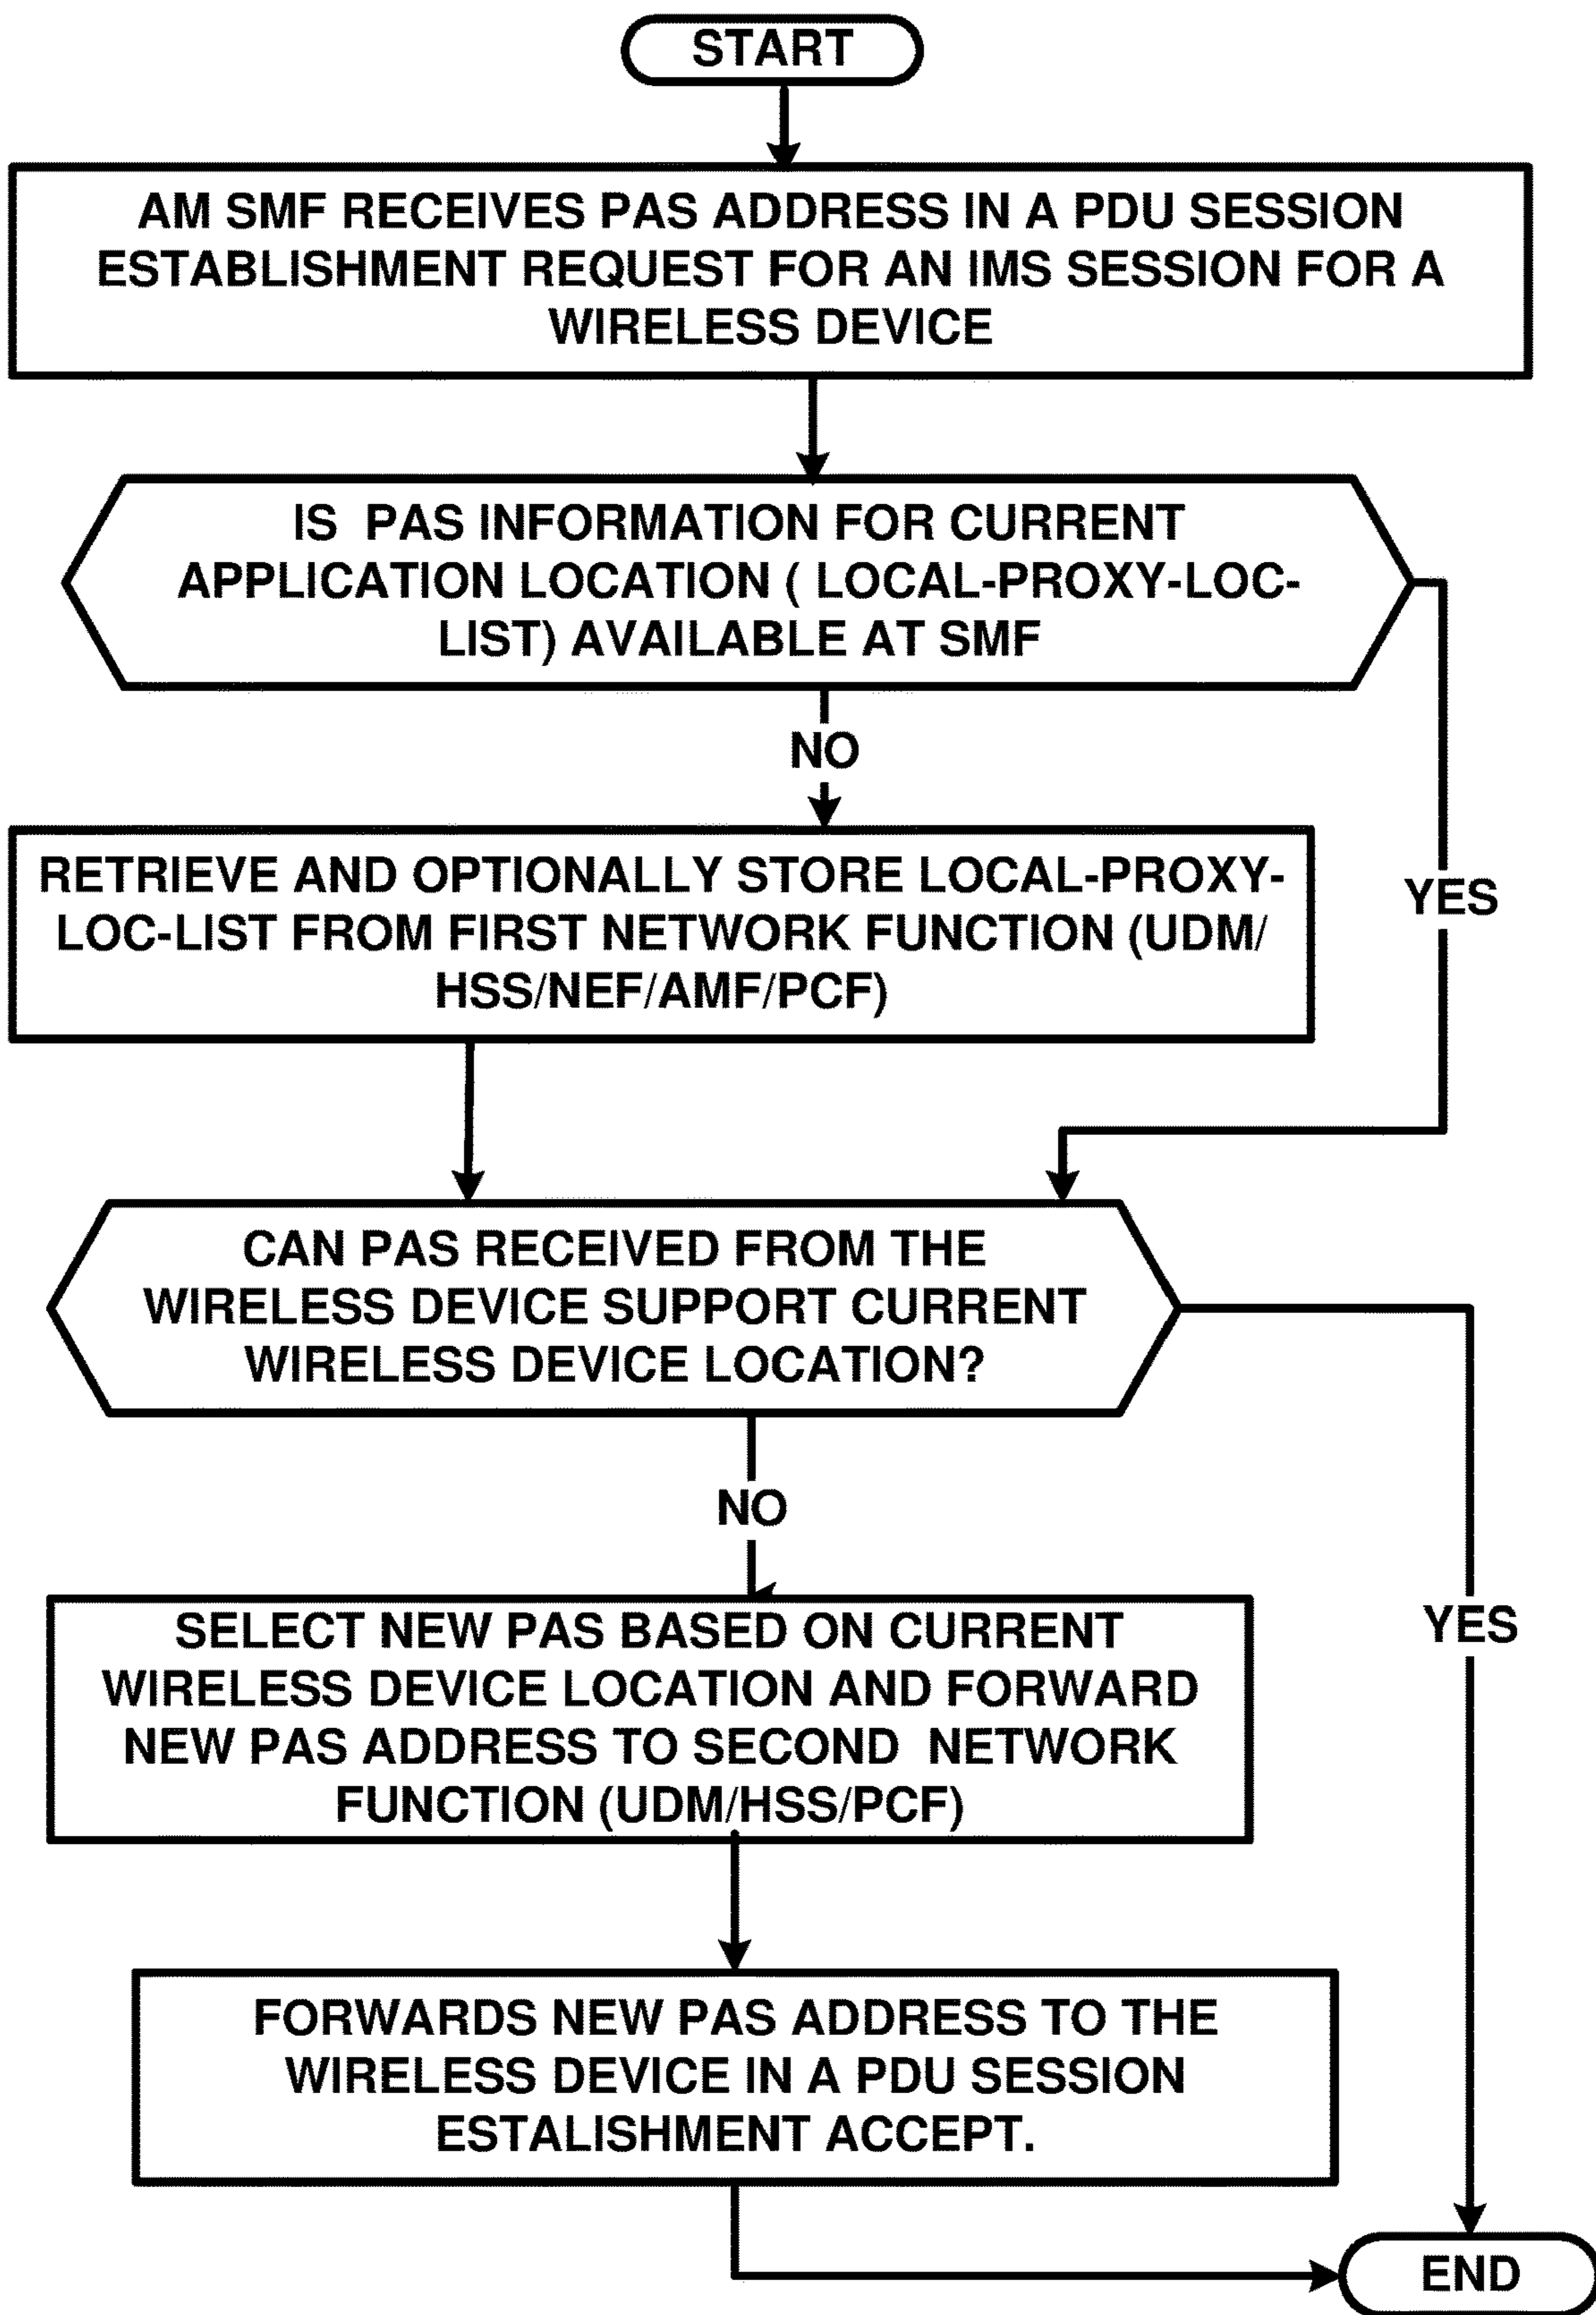 START
AM SMF RECEIVES PAS ADDRESS IN A PDU SESSION
ESTABLISHMENT REQUEST FOR AN IMS SESSION FOR A
WIRELESS DEVICE
IS PAS INFORMATION FOR CURRENT
APPLICATION LOCATION ( LOCAL-PROXY-LOC-
LIST) AVAILABLE AT SMF
NO
RETRIEVE AND OPTIONALLY STORE LOCAL-PROXY-
LOC-LIST FROM FIRST NETWORK FUNCTION (UDM/
HSS/NEF/AMF/PCF)
YES
CAN PAS RECEIVED FROM THE
WIRELESS DEVICE SUPPORT CURRENT
WIRELESS DEVICE LOCATION?
NO
SELECT NEW PAS BASED ON CURRENT
WIRELESS DEVICE LOCATION AND FORWARD
NEW PAS ADDRESS TO SECOND NETWORK
FUNCTION (UDM/HSS/PCF)
YES
FORWARDS NEW PAS ADDRESS TO THE
WIRELESS DEVICE IN A PDU SESSION
ESTALISHMENT ACCEPT.
END